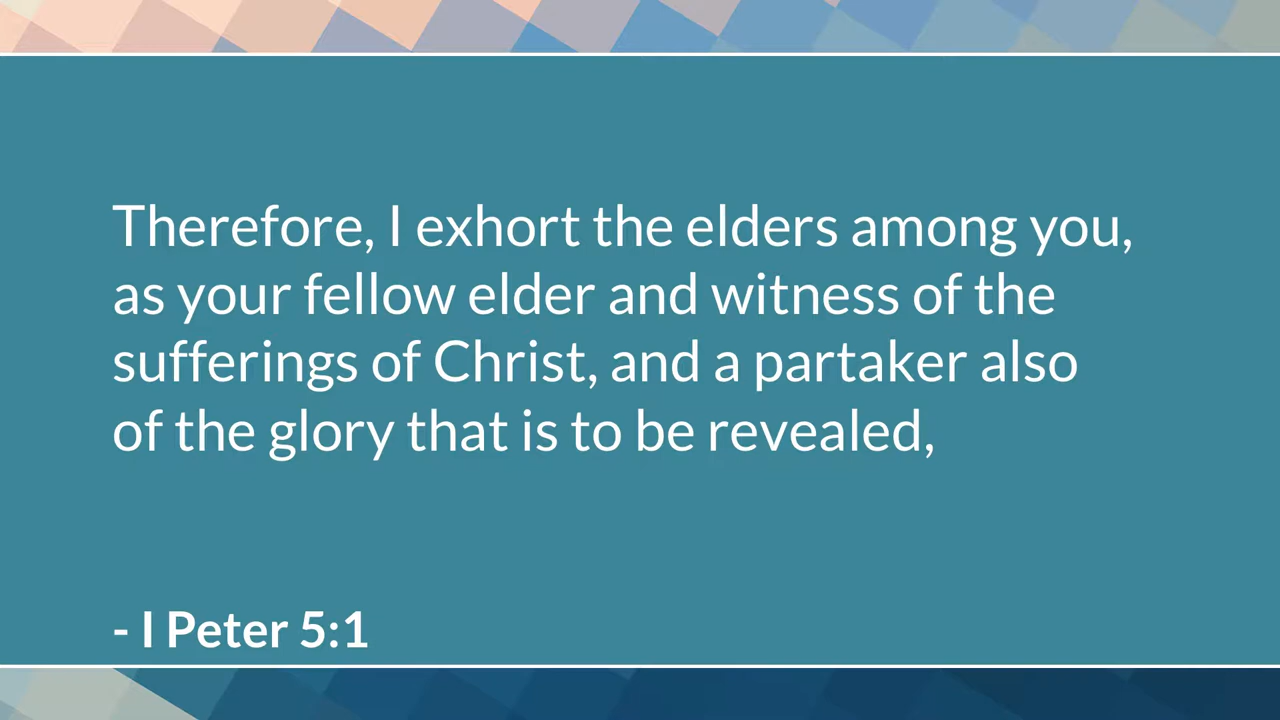 Therefore, I exhort the elders among you,
as your fellow elder and witness of the
sufferings of Christ, and a partaker also
of the glory that is to be revealed,
- I Peter 5:1